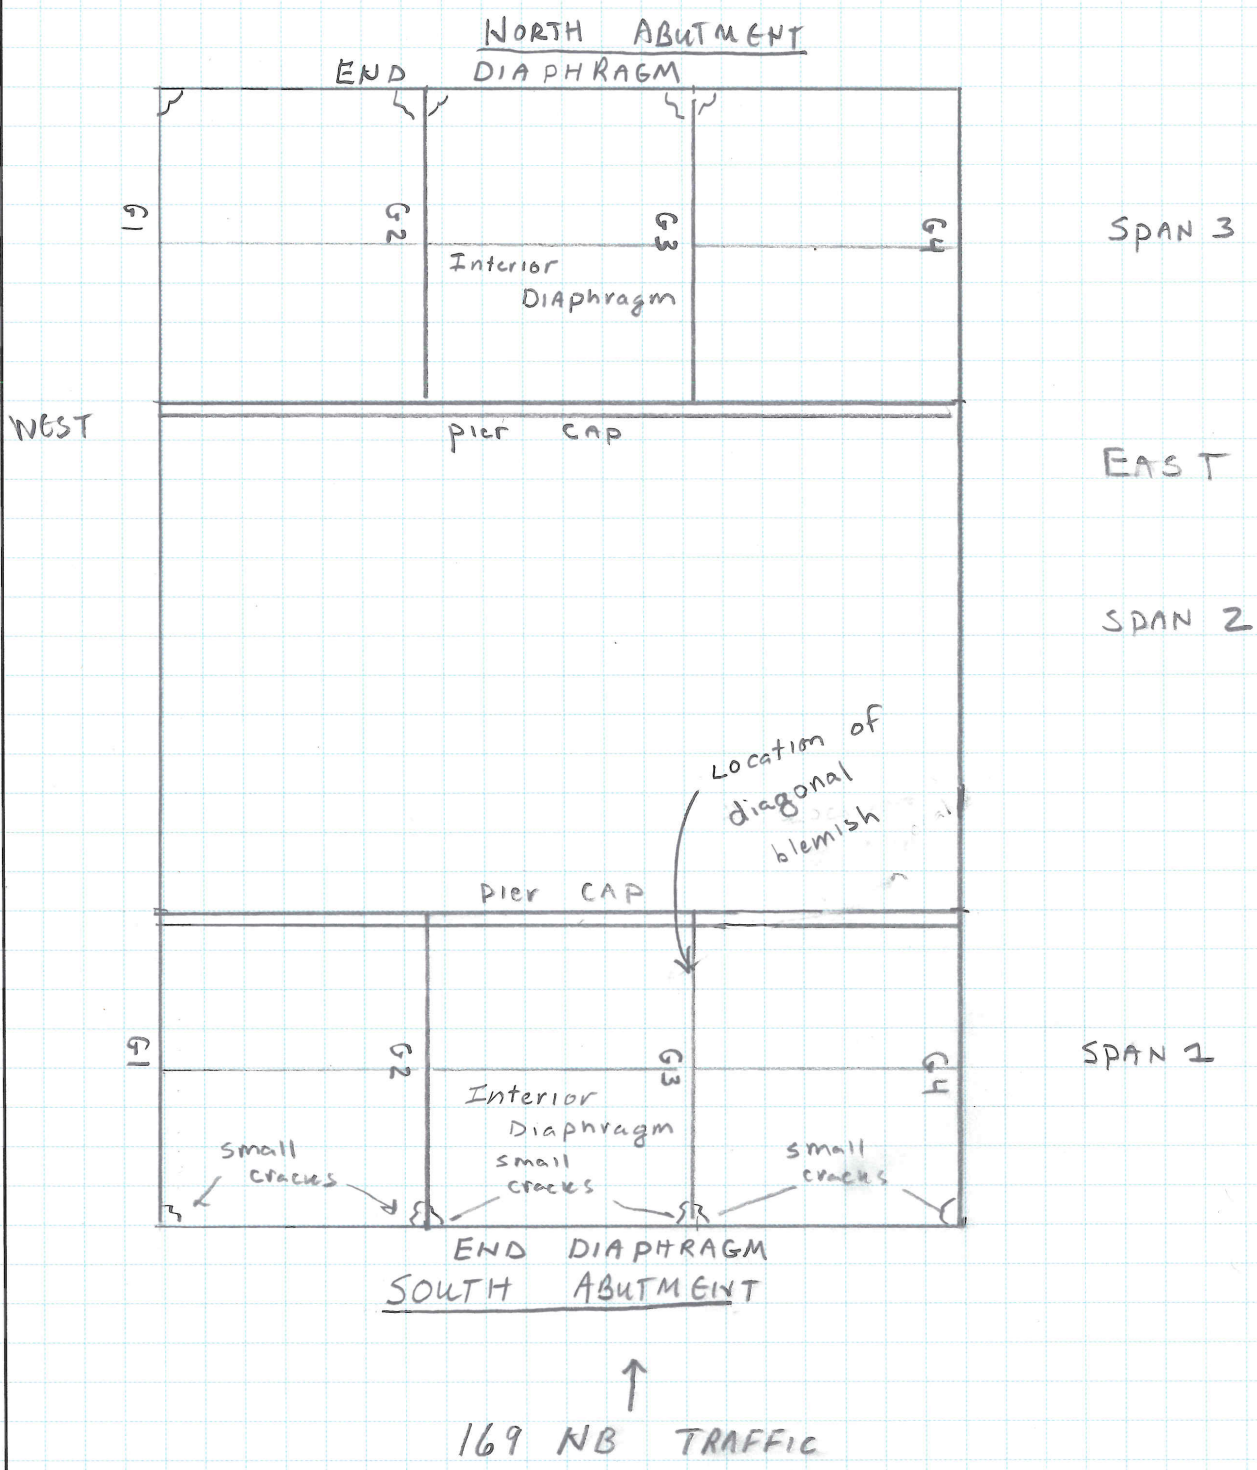 NORTH ABUTMENT
END DIAPHRAGM
G1
G2
G3
G4
SPAN 3
Interior
DIAphragm
WEST
pier CAP
EAST
SPAN 2
Location of
diagonal
blemish
pier CAP
G1
G2
G3
G4
SPAN 1
Interior
Diaphragm
small
cracks
small
cracks
small
cracks
END DIAPHRAGM
SOUTH ABUTMENT
169 NB TRAFFIC